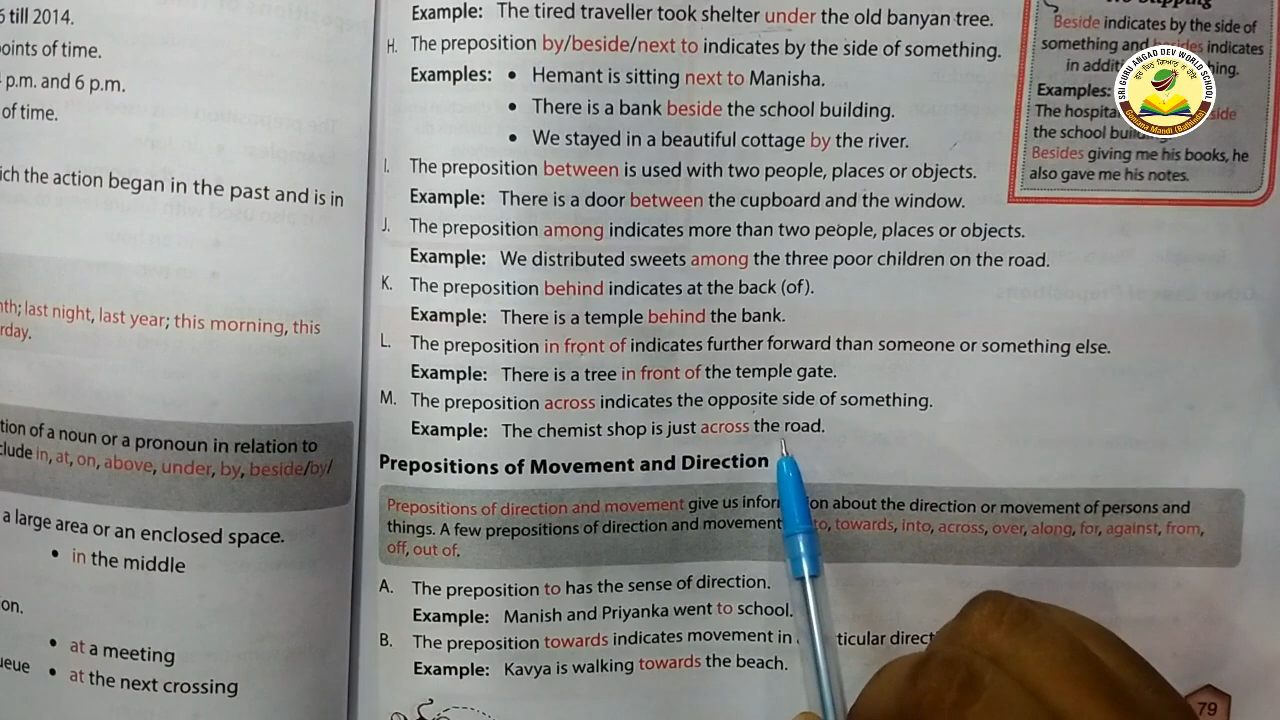 6 till 2014.
oints of time.
p.m. and 6 p.m.
of time.
ich the action began in the past and is in
nth; last night, last year; this morning, this
rday.
tion of a noun or a pronoun in relation to
clude in, at, on, above, under, by, beside/by/
a large area or an enclosed space.
• in the middle
on.
• at a meeting
ueue • at the next crossing
Example: The tired traveller took shelter under the old banyan tree.
H. The preposition by/beside/next to indicates by the side of something.
Examples: • Hemant is sitting next to Manisha.
• There is a bank beside the school building.
• We stayed in a beautiful cottage by the river.
I. The preposition between is used with two people, places or objects.
Example: There is a door between the cupboard and the window.
J. The preposition among indicates more than two people, places or objects.
Example: We distributed sweets among the three poor children on the road.
K. The preposition behind indicates at the back (of).
Example: There is a temple behind the bank.
L. The preposition in front of indicates further forward than someone or something else.
Example: There is a tree in front of the temple gate.
M. The preposition across indicates the opposite side of something.
Example: The chemist shop is just across the road.
Prepositions of Movement and Direction
Prepositions of direction and movement give us infor on about the direction or movement of persons and
things. A few prepositions of direction and movement to, towards, into, across, over, along, for, against, from,
off, out of.
A. The preposition to has the sense of direction.
Example: Manish and Priyanka went to school.
B. The preposition towards indicates movement in ticular direct
Example: Kavya is walking towards the beach.
79
Beside indicates by the side of
something and besides indicates
in addit hing.
Examples:
The hospita side
the school buil
Besides giving me his books, he
also gave me his notes.
SRI GURU ANGAD DEV WORLD SCHOOL
Goniana Mandi (Bathinda)